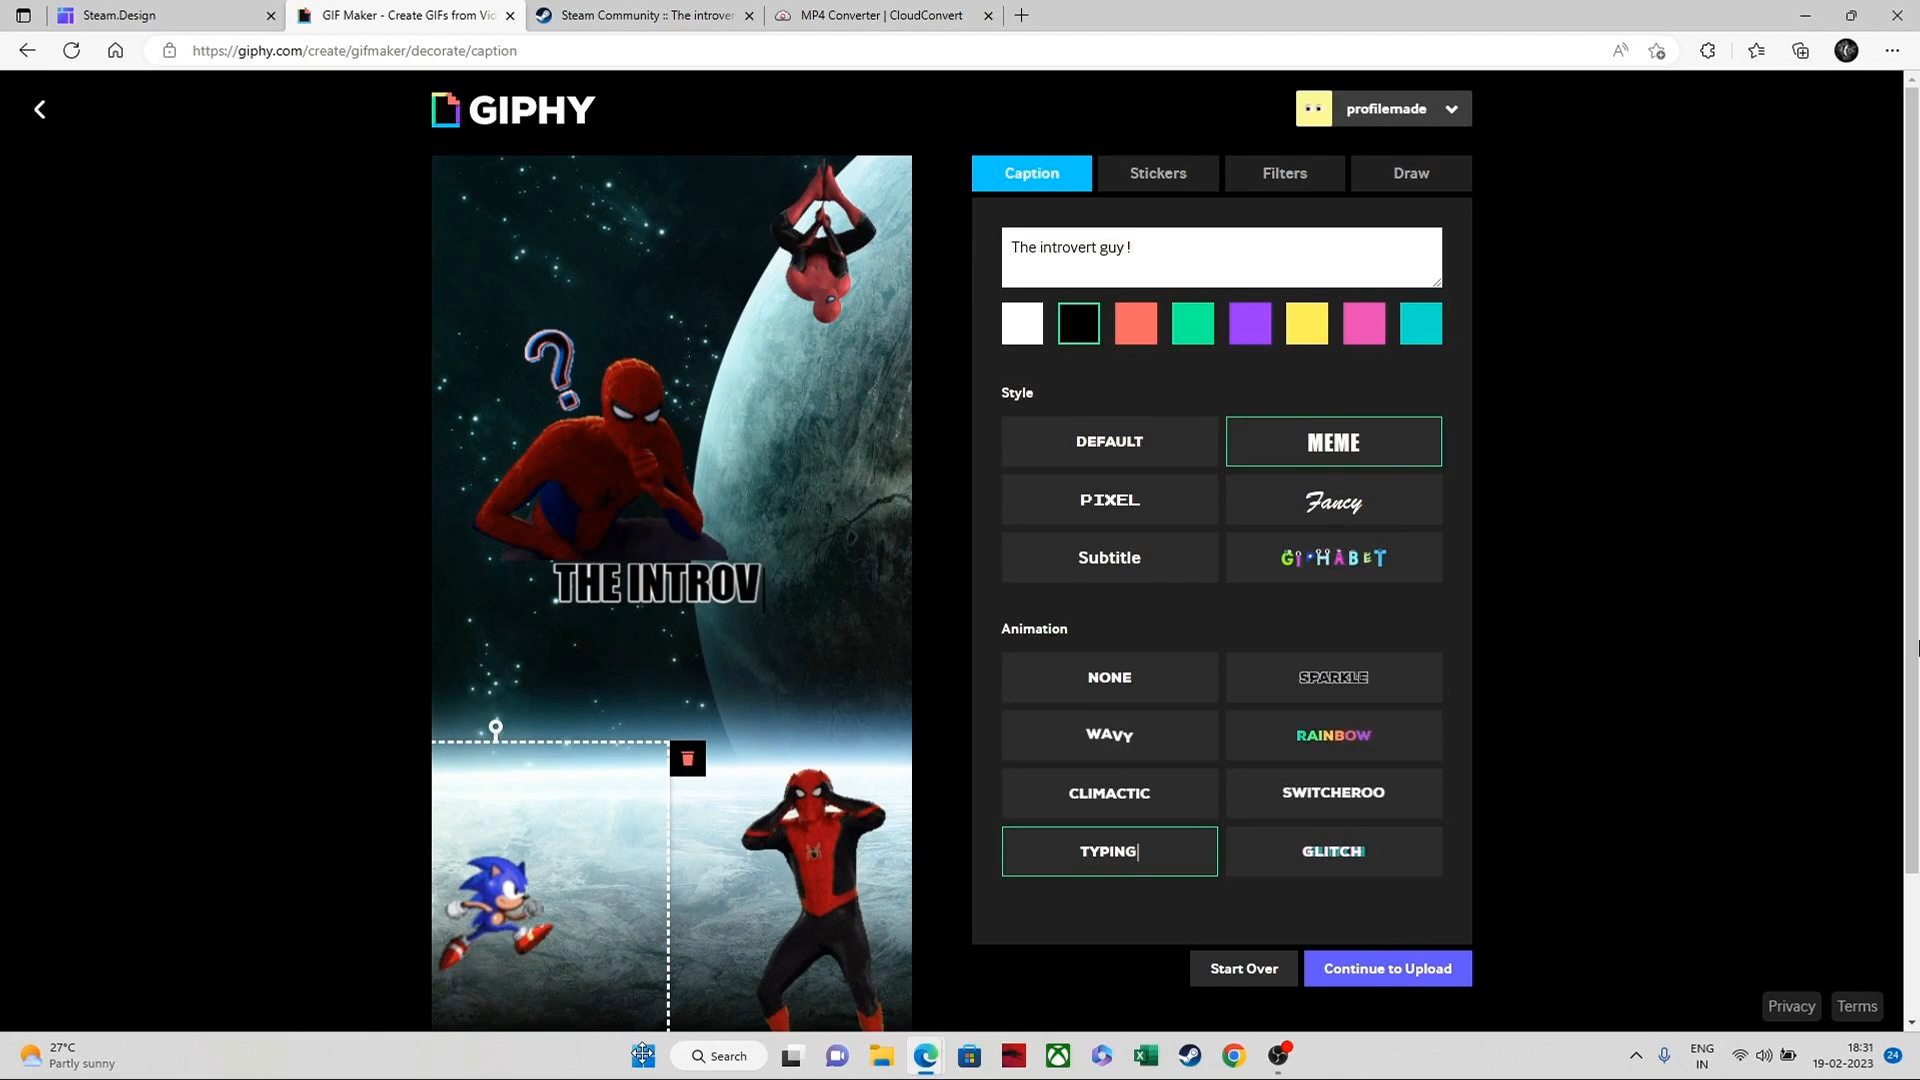 Steam.Design
GIF Maker - Create GIFs from Vid
Steam Community :: The introver
MP4 Converter | CloudConvert
https://giphy.com/create/gifmaker/decorate/caption
GIPHY
profilemade
Caption
Stickers
Filters
Draw
The introvert guy !
?
THE INTROV
Style
DEFAULT
MEME
PIXEL
Fancy
Subtitle
GIPHABET
Animation
NONE
SPARKLE
WAVY
RAINBOW
CLIMACTIC
SWITCHEROO
TYPING
GLITCH
Start Over
Continue to Upload
Privacy
Terms
27°C
Partly sunny
Search
ENG
IN
18:31
19-02-2023
24